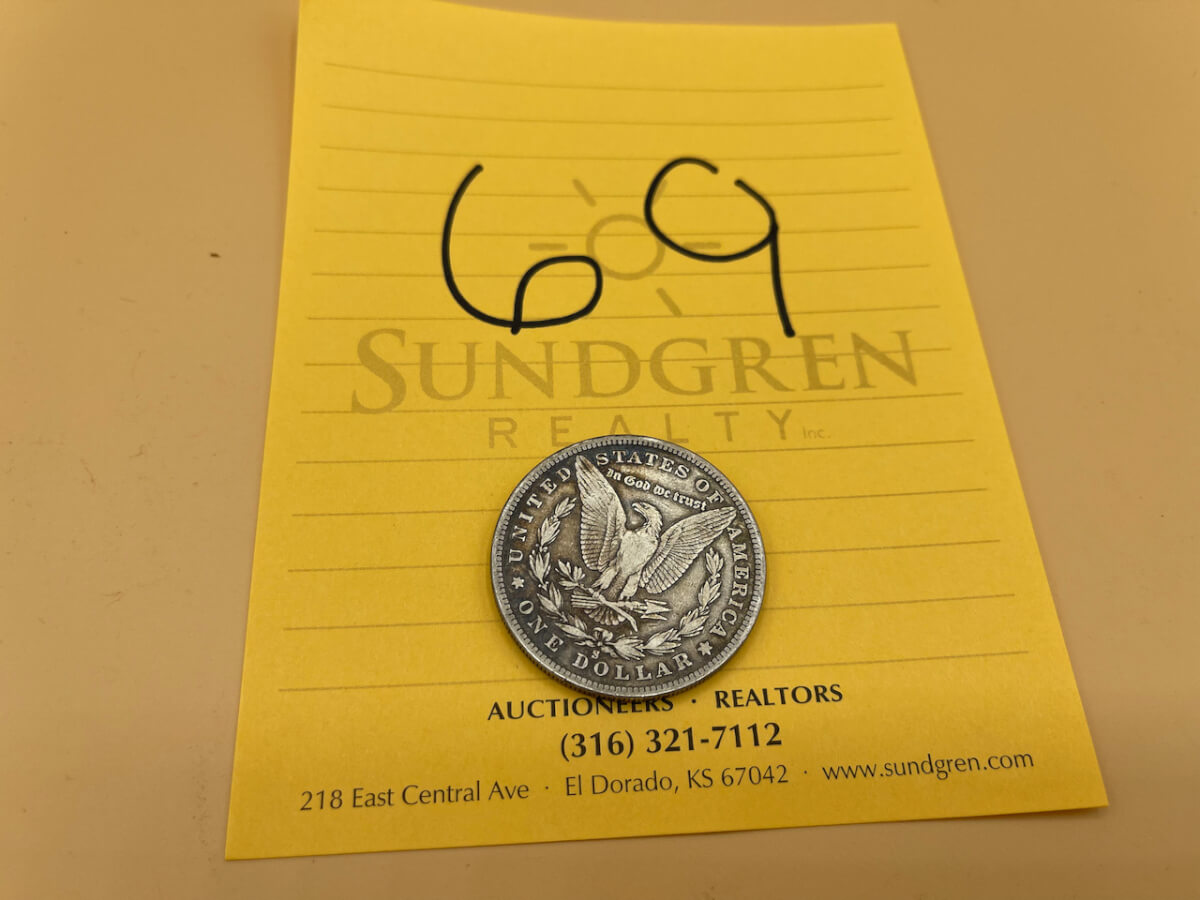 69
SUNDGREN
REALTY Inc.
UNITED STATES OF AMERICA
In God we trust
ONE DOLLAR
S
AUCTIONEERS · REALTORS
(316) 321-7112
218 East Central Ave · El Dorado, KS 67042 · www.sundgren.com